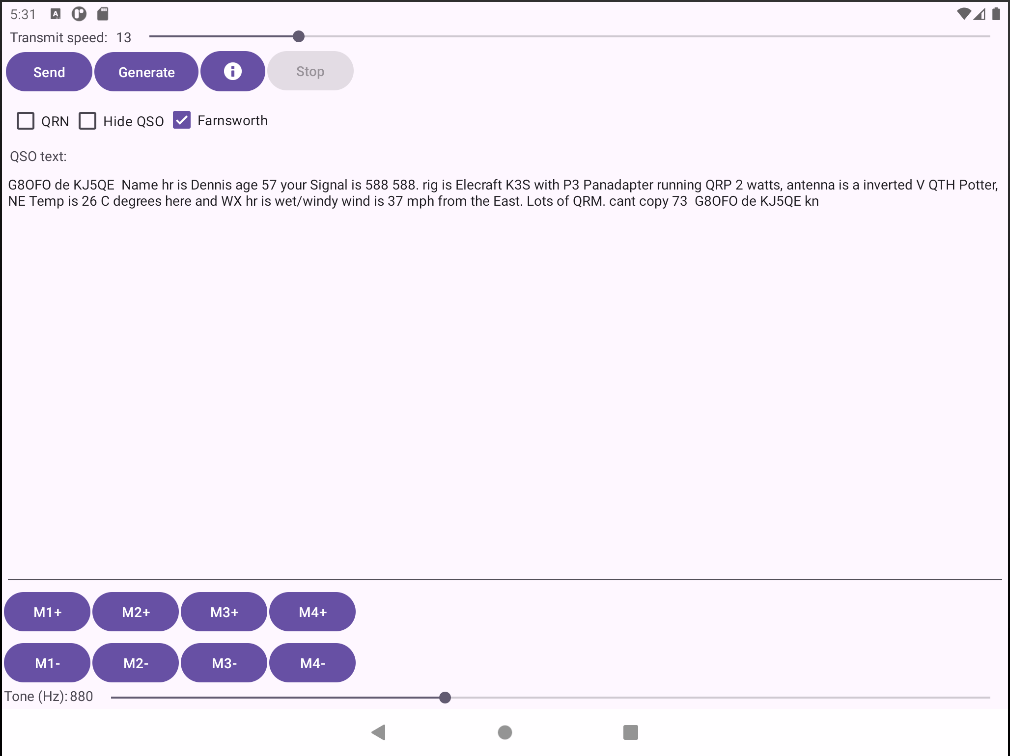 5:31
Transmit speed: 13
Send Generate Stop
QRN Hide QSO Farnsworth
QSO text:
G8OFO de KJ5QE  Name hr is Dennis age 57 your Signal is 588 588. rig is Elecraft K3S with P3 Panadapter running QRP 2 watts, antenna is a inverted V QTH Potter,
NE Temp is 26 C degrees here and WX hr is wet/windy wind is 37 mph from the East. Lots of QRM. cant copy 73  G8OFO de KJ5QE kn
M1+ M2+ M3+ M4+
M1- M2- M3- M4-
Tone (Hz): 880